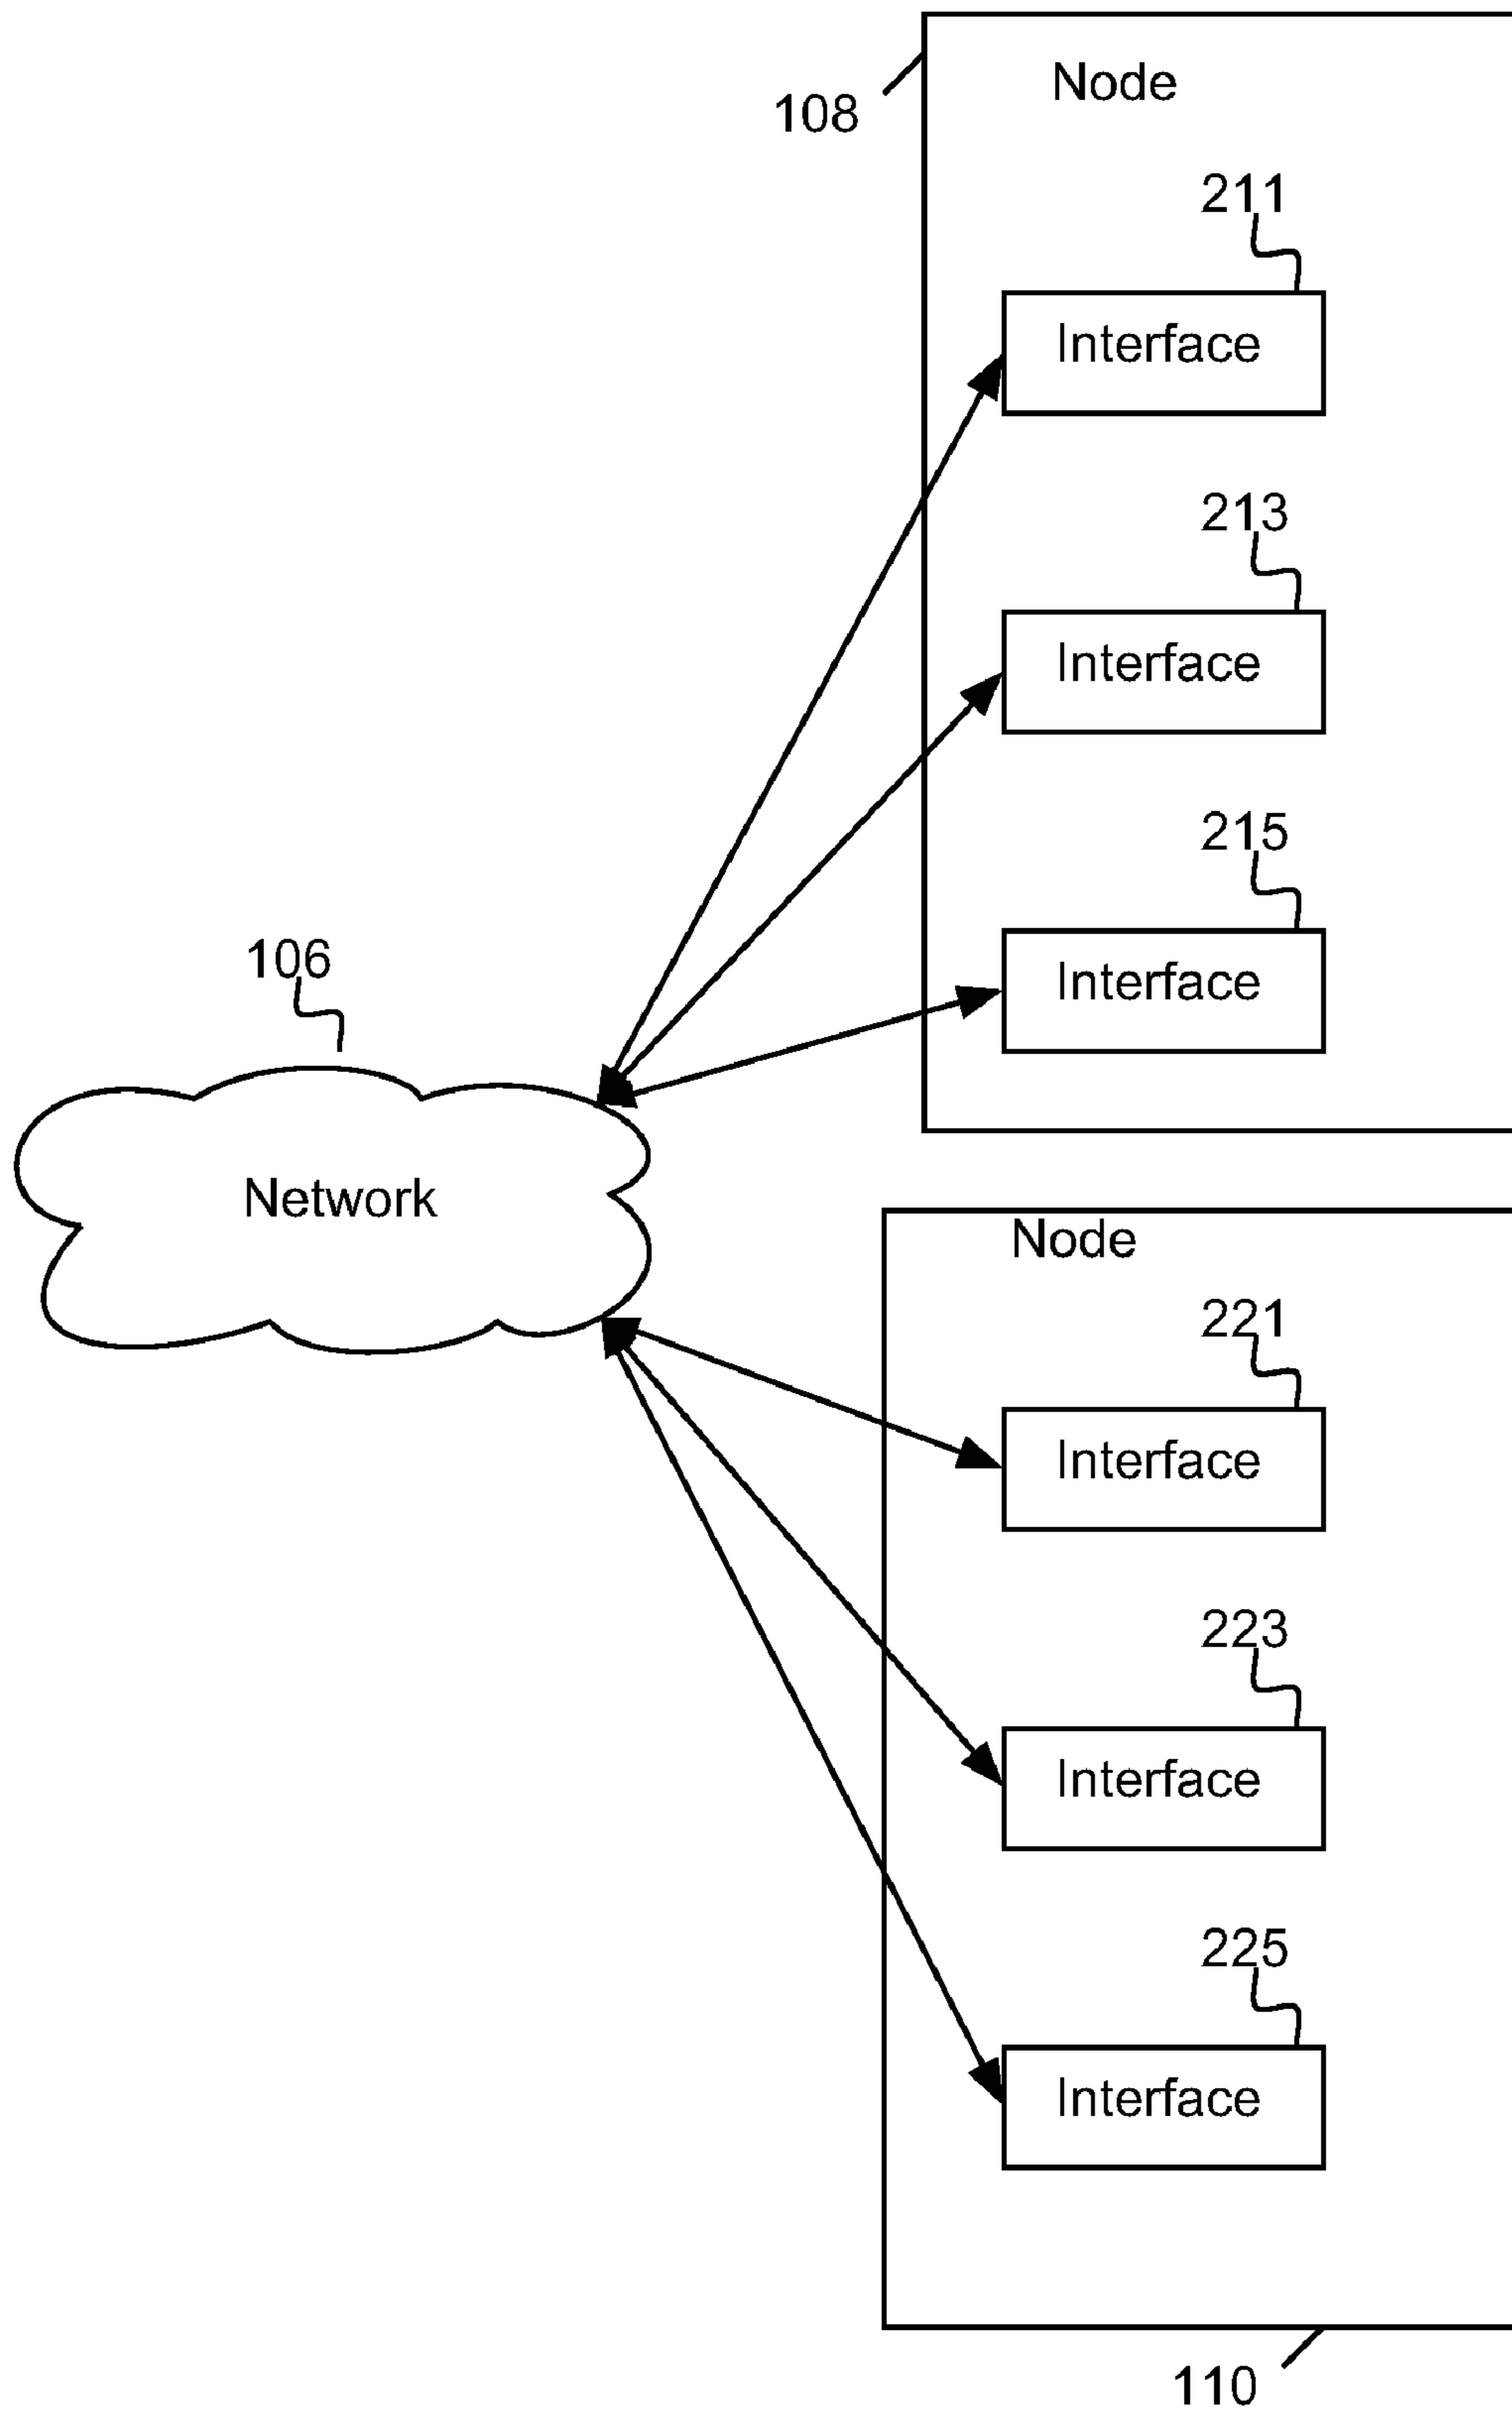 Node
108
211
Interface
213
Interface
215
Interface
106
Network
Node
221
Interface
223
Interface
225
Interface
110